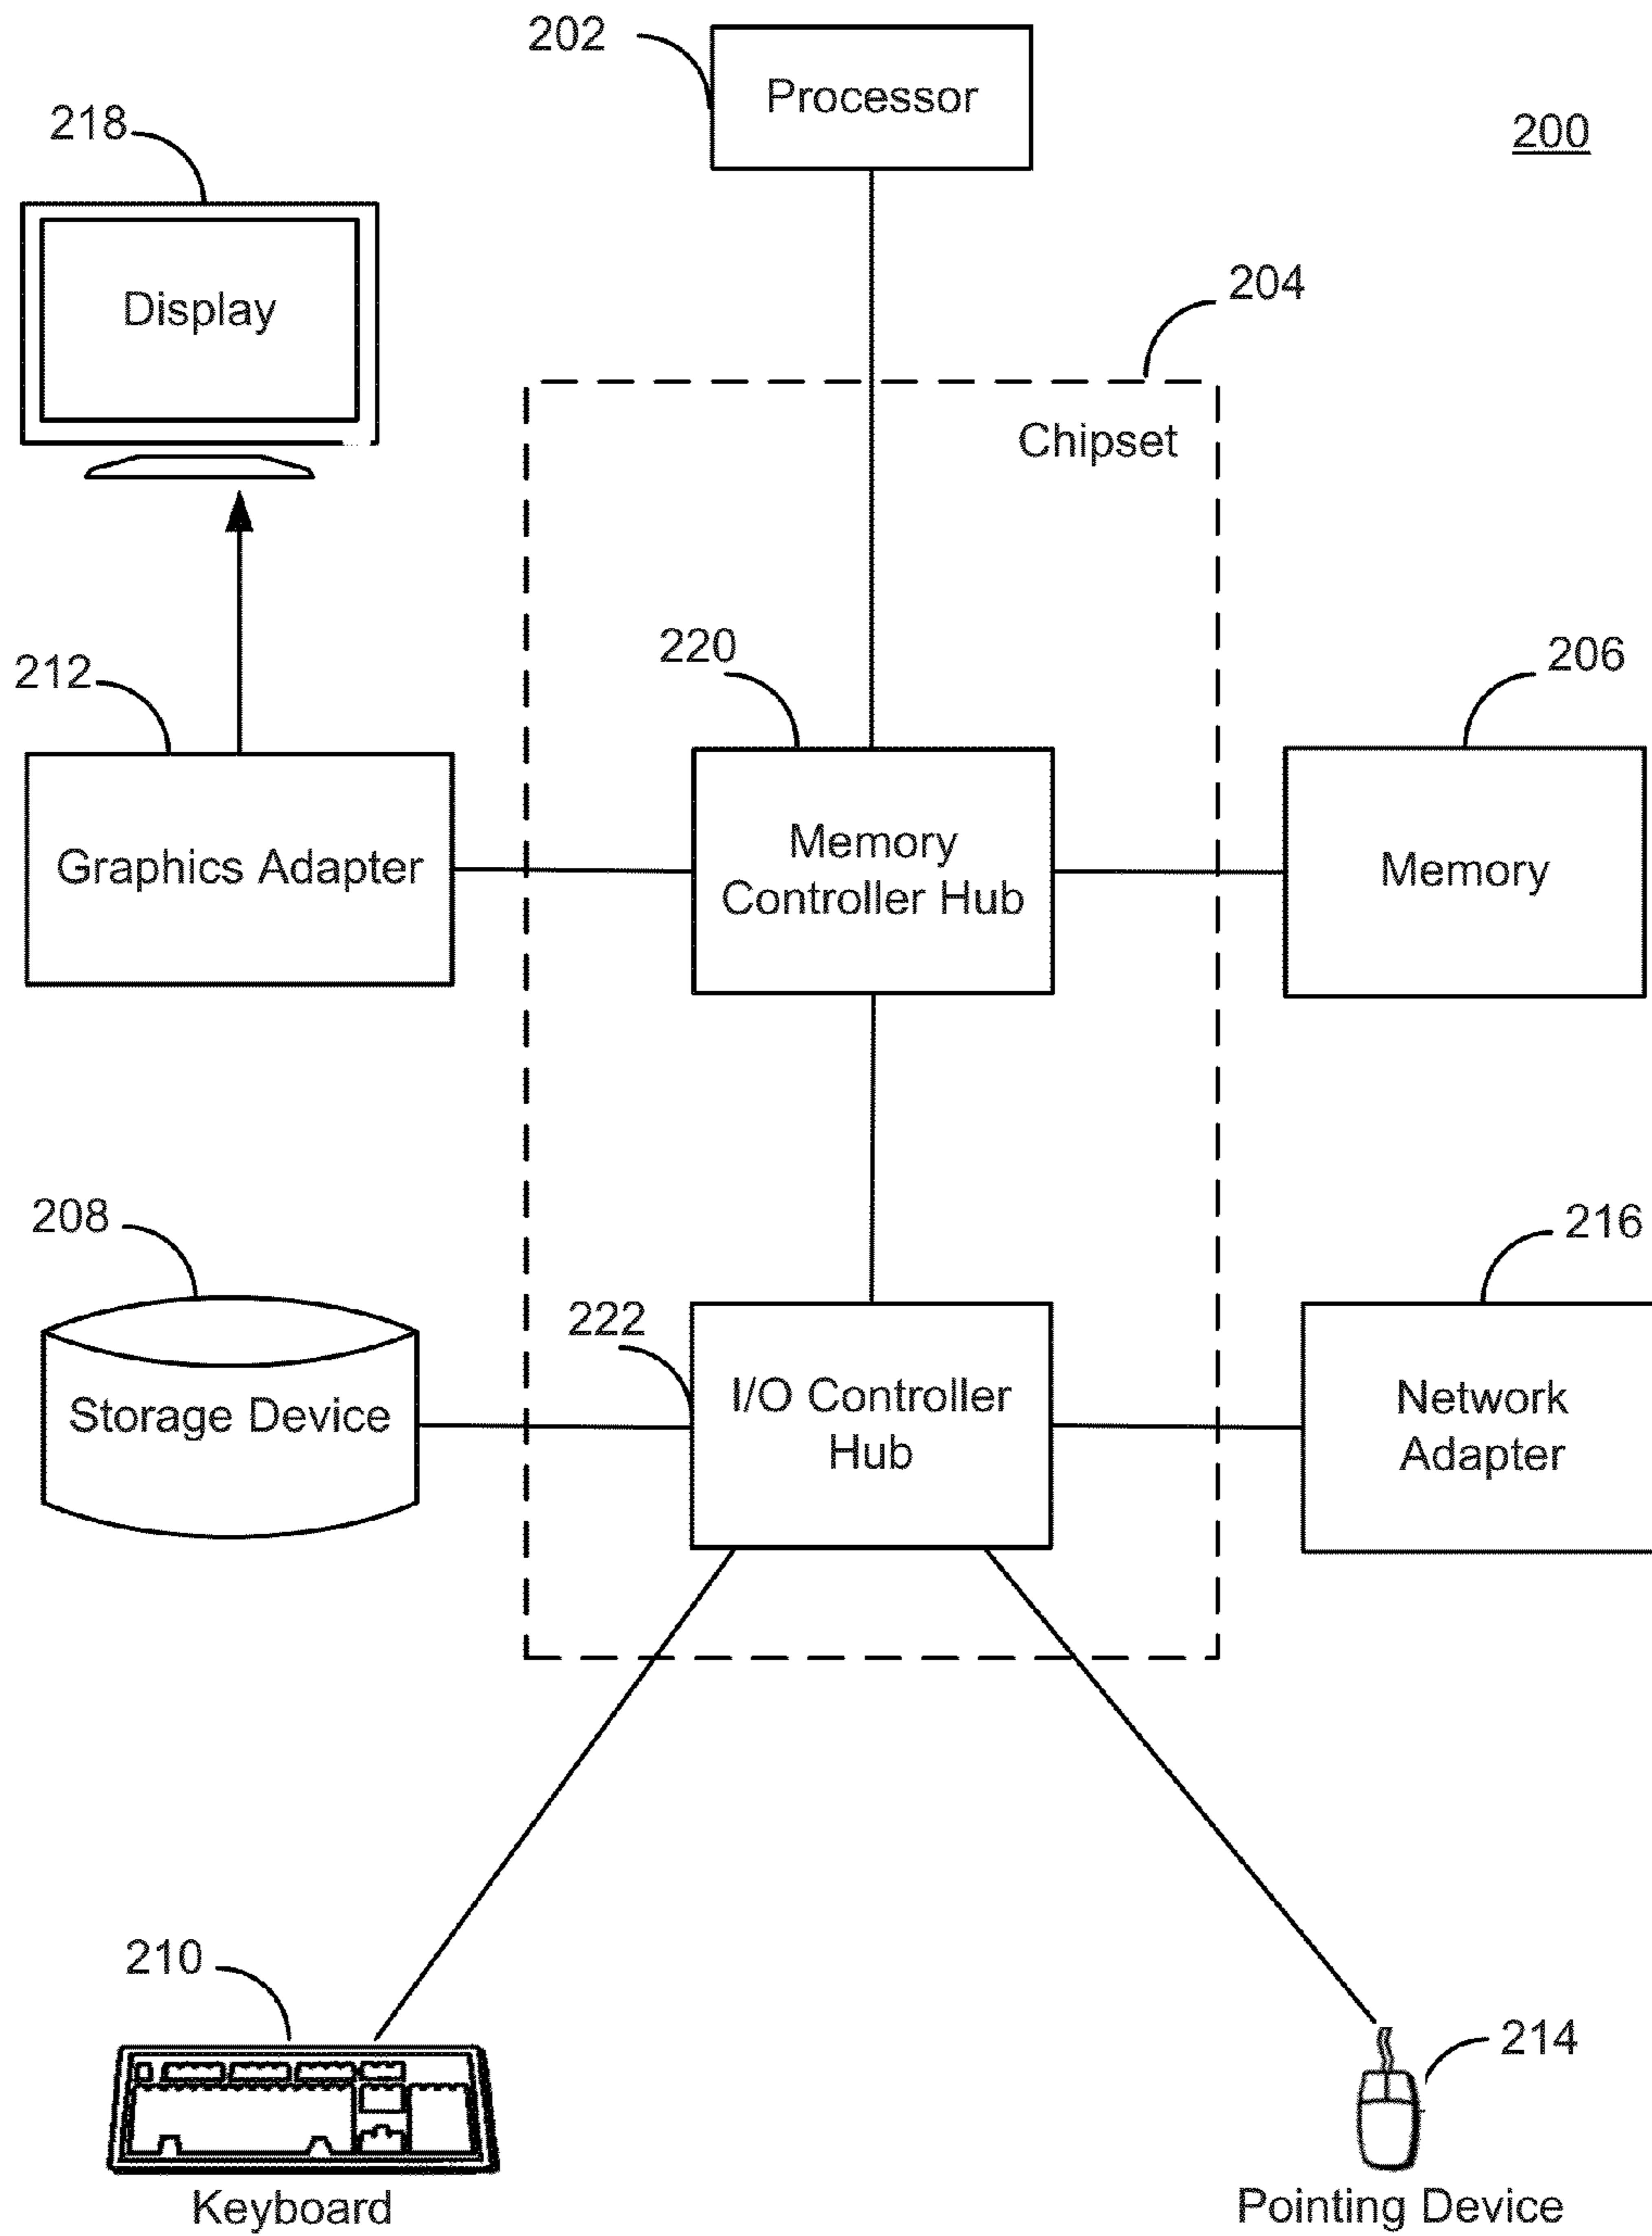 202
Processor
200
218
Display
204
Chipset
220
206
212
Memory
Controller Hub
Graphics Adapter
Memory
208
216
222
I/O Controller
Hub
Storage Device
Network
Adapter
210
214
Keyboard
Pointing Device